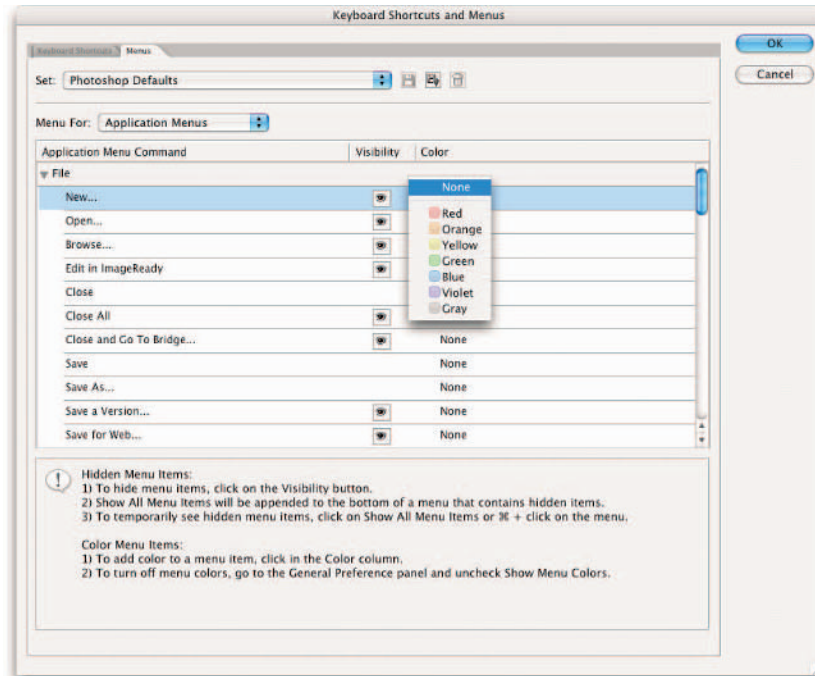 Keyboard Shortcuts and Menus
Keyboard Shortcuts Menus
OK
Set: Photoshop Defaults
Cancel
Menu For: Application Menus
Application Menu Command Visibility Color
File
None
New...
Red
Open...
Orange
Browse...
Yellow
Edit in ImageReady
Green
Blue
Close
Violet
Close All
Gray
Close and Go To Bridge... None
Save None
Save As... None
Save a Version... None
Save for Web... None
Hidden Menu Items:
1) To hide menu items, click on the Visibility button.
2) Show All Menu Items will be appended to the bottom of a menu that contains hidden items.
3) To temporarily see hidden menu items, click on Show All Menu Items or ⌘ + click on the menu.
Color Menu Items:
1) To add color to a menu item, click in the Color column.
2) To turn off menu colors, go to the General Preference panel and uncheck Show Menu Colors.